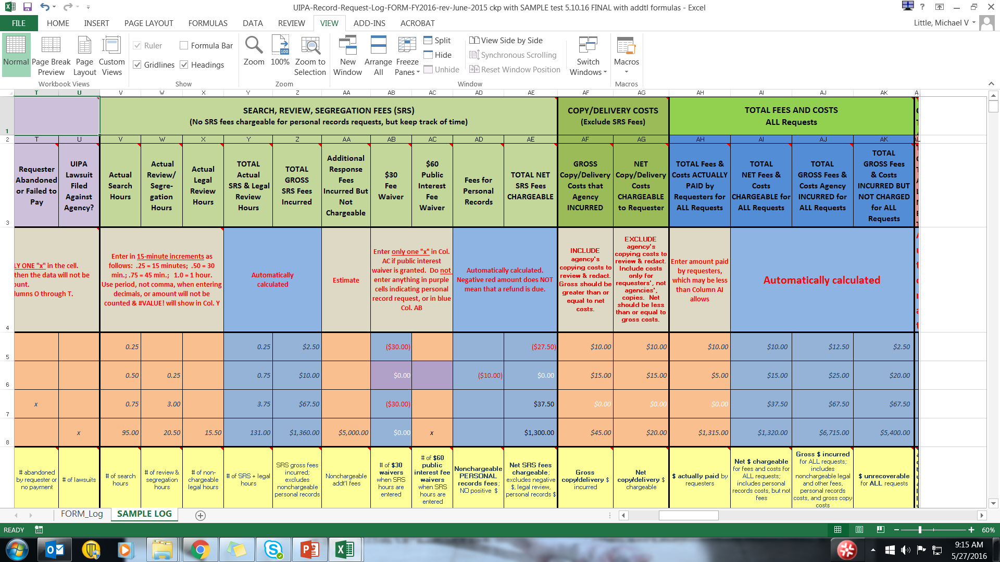 UIPA-Record-Request-Log-FORM-FY2016-rev-June-2015 ckp with SAMPLE test 5.10.16 FINAL with addtl formulas - Excel
FILE HOME INSERT PAGE LAYOUT FORMULAS DATA REVIEW VIEW ADD-INS ACROBAT
Little, Michael V
Normal
Page Break
Preview
Page
Layout
Custom
Views
Workbook Views
Ruler
Formula Bar
Gridlines
Headings
Show
Zoom
100%
Zoom to
Selection
Zoom
New
Window
Arrange
All
Freeze
Panes
Split
Hide
Unhide
View Side by Side
Synchronous Scrolling
Reset Window Position
Window
Switch
Windows
Macros
Macros
T U V W X Y Z AA AB AC AD AE AF AG AH AI AJ AK
1
SEARCH, REVIEW, SEGREGATION FEES (SRS)
(No SRS fees chargeable for personal records requests, but keep track of time)
COPY/DELIVERY COSTS
(Exclude SRS Fees)
TOTAL FEES AND COSTS
ALL Requests
2 T U V W X Y Z AA AB AC AD AE AF AG AH AI AJ AK AL
3
Requester
Abandoned
or Failed to
Pay
UIPA
Lawsuit
Filed
Against
Agency?
Actual
Search
Hours
Actual
Review/
Segre-
gation
Hours
Actual
Legal
Review
Hours
TOTAL
Actual
SRS & Legal
Review
Hours
TOTAL
GROSS
SRS Fees
Incurred
Additional
Response
Fees
Incurred But
Not
Chargeable
$30
Fee
Waiver
$60
Public
Interest
Fee
Waiver
Fees for
Personal
Records
TOTAL NET
SRS Fees
CHARGEABLE
GROSS
Copy/Delivery
Costs that
Agency
INCURRED
NET
Copy/Delivery
Costs
CHARGEABLE
to Requester
TOTAL Fees &
Costs ACTUALLY
PAID by
Requesters for
ALL Requests
TOTAL
NET Fees &
Costs
CHARGEABLE for
ALL Requests
TOTAL
GROSS Fees &
Costs Agency
INCURRED for
ALL Requests
TOTAL
GROSS Fees
& Costs
INCURRED BUT
NOT CHARGED
for ALL
Requests
4
LY ONE "x" in the cell.
then the data will not be
ount.
lumns O through T.
Enter in 15-minute increments as
follows: .25 = 15 minutes; .50 = 30
min.; .75 = 45 min.; 1.0 = 1 hour.
Use period, not comma, when entering
decimals, or amount will not be
counted & #VALUE! will show in Col. Y
Automatically
calculated
Estimate
Enter only one "x" in Col.
AC if public interest
waiver is granted. Do not
enter anything in purple
cells indicating personal
record request, or in blue
Col. AB
Automatically calculated.
Negative red amount does NOT
mean that a refund is due.
INCLUDE
agency's
copying costs to
review & redact.
Gross should be
greater than or
equal to net
costs.
EXCLUDE
agency's
copying costs to
review & redact.
Include costs
only for
requesters', not
agencies',
copies. Net
should be less
than or equal to
gross costs.
Enter amount paid
by requesters,
which may be less
than Column AI
allows
Automatically calculated
5 0.25 0.25 $2.50 ($30.00) ($27.50) $10.00 $10.00 $10.00 $10.00 $12.50 $2.50
6 0.50 0.25 0.75 $10.00 $0.00 ($10.00) $0.00 $15.00 $15.00 $5.00 $15.00 $25.00 $20.00
7 x 0.75 3.00 3.75 $67.50 ($30.00) $37.50 $0.00 $0.00 $0.00 $37.50 $67.50 $67.50
8 x 95.00 20.50 15.50 131.00 $1,360.00 $5,000.00 $0.00 x $1,300.00 $45.00 $20.00 $1,315.00 $1,320.00 $6,715.00 $5,400.00
# abandoned
by requester or
no payment
# of lawsuits
# of search
hours
# of review &
segregation
hours
# of non-
chargeable
legal hours
# of SRS + legal
hours
SRS gross fees
incurred;
excludes
nonchargeable
personal records
Nonchargeable
addt'l fees
# of $30
waivers
when SRS
hours are
entered
# of $60
public
interest fee
waivers
when SRS
hours are
entered
Nonchargeable
PERSONAL
records fees;
NO positive $
Net SRS fees
chargeable;
excludes negative
$, legal review,
personal records $
Gross
copy/delivery $
incurred
Net
copy/delivery $
chargeable
$ actually paid by
requesters
Net $ chargeable
for fees and costs for
ALL requests;
includes personal
records costs, but not
fees
Gross $ incurred
for ALL requests;
includes
nonchargeable legal
and other fees,
personal records
costs, and gross copy
costs
$ unrecoverable
for ALL requests
FORM_Log SAMPLE LOG
READY
60%
9:15 AM
5/27/2016